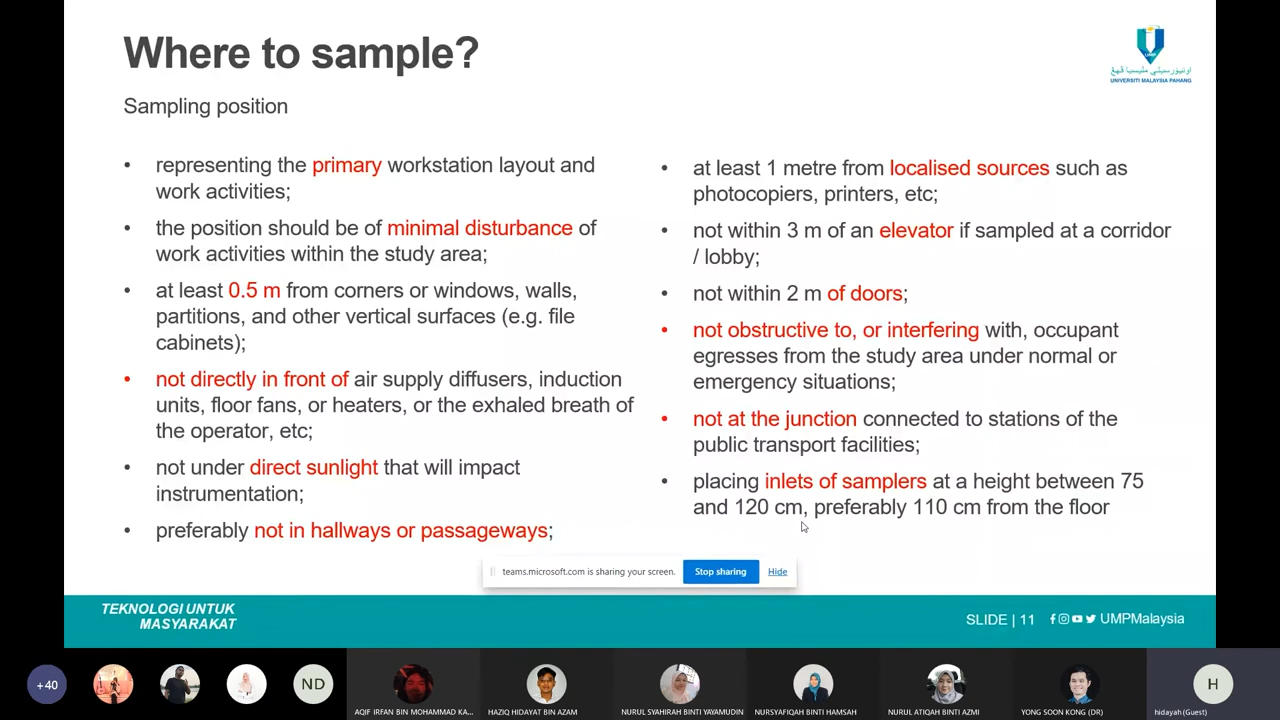 Where to sample?
Sampling position
اونيۏرسيتي مليسيا ڤهڠ
UNIVERSITI MALAYSIA PAHANG
• representing the primary workstation layout and
work activities;
• the position should be of minimal disturbance of
work activities within the study area;
• at least 0.5 m from corners or windows, walls,
partitions, and other vertical surfaces (e.g. file
cabinets);
• not directly in front of air supply diffusers, induction
units, floor fans, or heaters, or the exhaled breath of
the operator, etc;
• not under direct sunlight that will impact
instrumentation;
• preferably not in hallways or passageways;
• at least 1 metre from localised sources such as
photocopiers, printers, etc;
• not within 3 m of an elevator if sampled at a corridor
/ lobby;
• not within 2 m of doors;
• not obstructive to, or interfering with, occupant
egresses from the study area under normal or
emergency situations;
• not at the junction connected to stations of the
public transport facilities;
• placing inlets of samplers at a height between 75
and 120 cm, preferably 110 cm from the floor
teams.microsoft.com is sharing your screen. Stop sharing Hide
TEKNOLOGI UNTUK
MASYARAKAT
SLIDE | 11 UMPMalaysia
+40
ND
H
AQIF IRFAN BIN MOHAMMAD KA...
HAZIQ HIDAYAT BIN AZAM
NURUL SYAHIRAH BINTI YAYAMUDIN
NURSYAFIQAH BINTI HAMSAH
NURUL ATIQAH BINTI AZMI
YONG SOON KONG (DR)
hidayah(Guest)